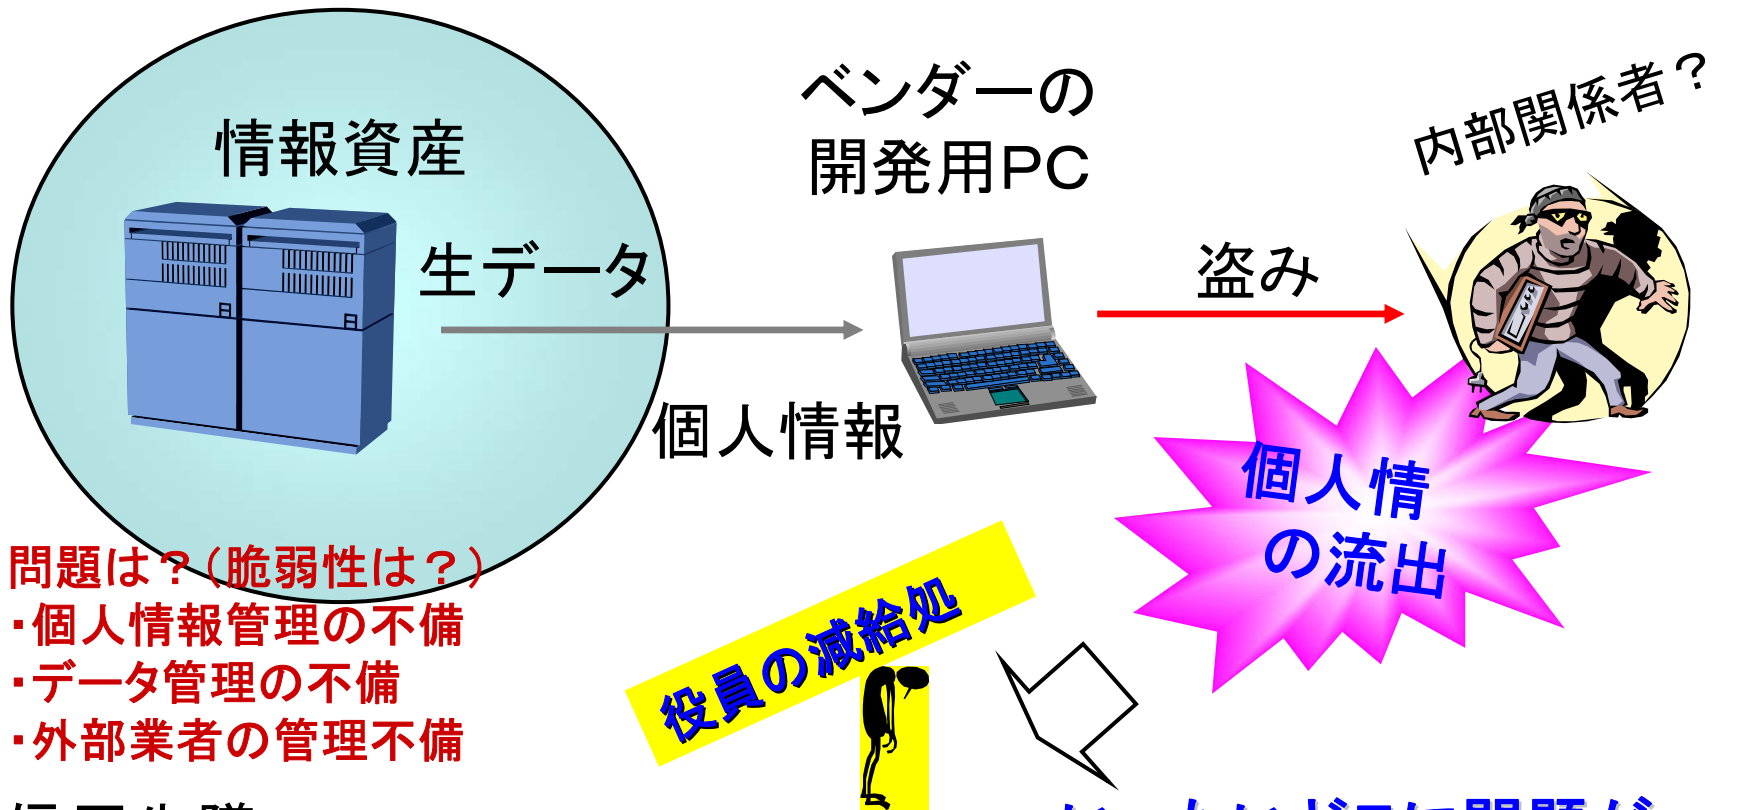 情報資産
ベンダーの
開発用PC
内部関係者？
生データ
盗み
個人情報
個人情
の流出
問題は？(脆弱性は？)
・個人情報管理の不備
・データ管理の不備
・外部業者の管理不備
役員の減給処